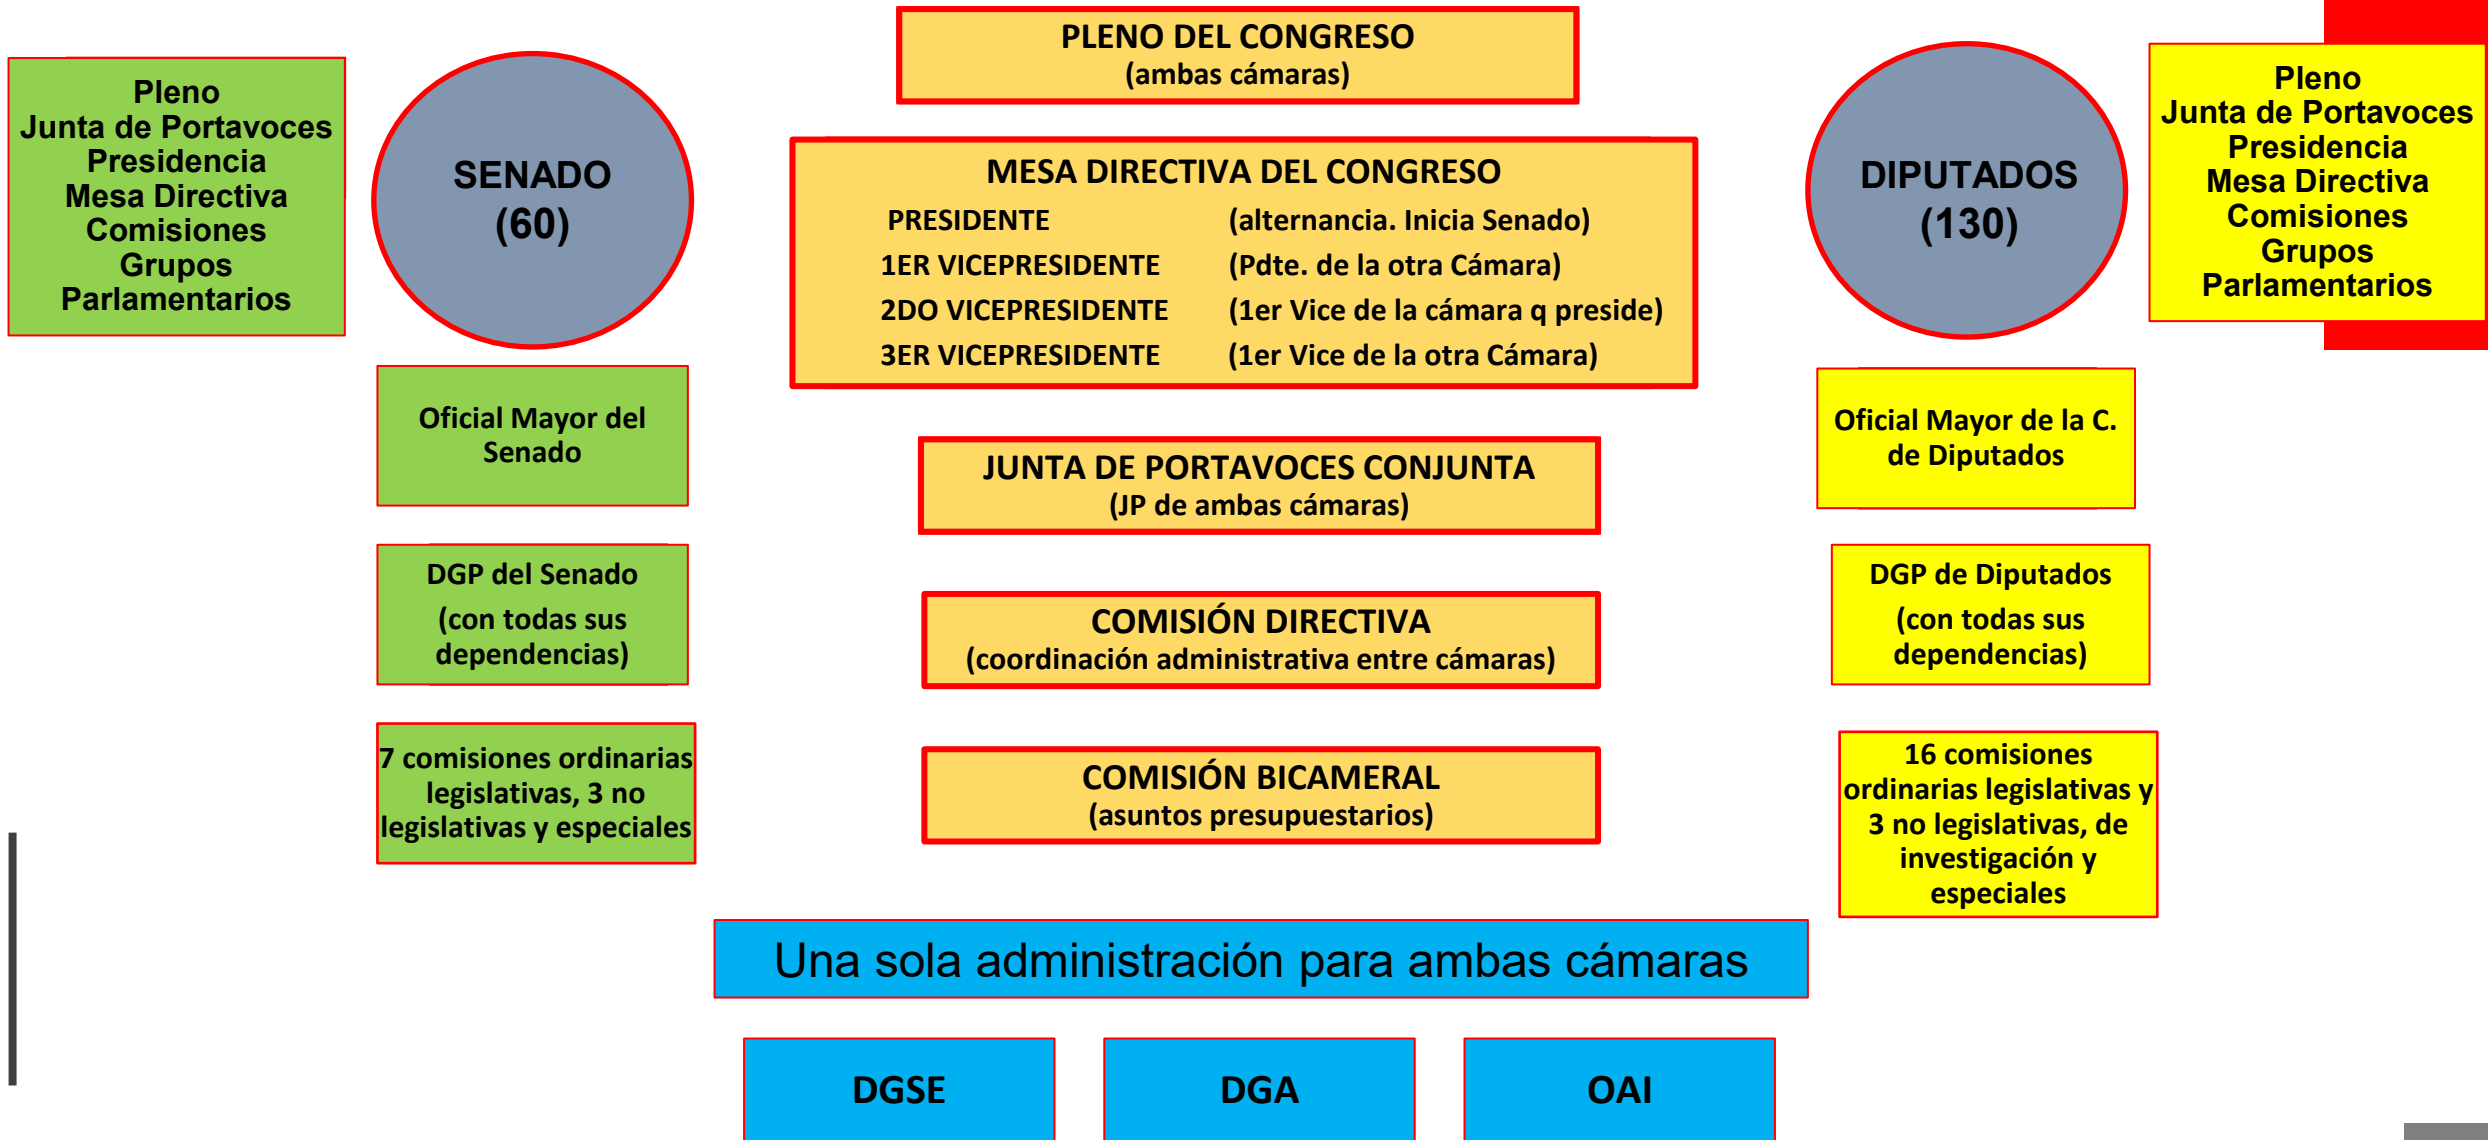 Pleno
Junta de Portavoces
Presidencia
Mesa Directiva
Comisiones
Grupos
Parlamentarios
SENADO
(60)
Oficial Mayor del
Senado
DGP del Senado
(con todas sus
dependencias)
7 comisiones ordinarias
legislativas, 3 no
legislativas y especiales
PLENO DEL CONGRESO
(ambas cámaras)
MESA DIRECTIVA DEL CONGRESO
PRESIDENTE (alternancia. Inicia Senado)
1ER VICEPRESIDENTE (Pdte. de la otra Cámara)
2DO VICEPRESIDENTE (1er Vice de la cámara q preside)
3ER VICEPRESIDENTE (1er Vice de la otra Cámara)
JUNTA DE PORTAVOCES CONJUNTA
(JP de ambas cámaras)
COMISIÓN DIRECTIVA
(coordinación administrativa entre cámaras)
COMISIÓN BICAMERAL
(asuntos presupuestarios)
DIPUTADOS
(130)
Pleno
Junta de Portavoces
Presidencia
Mesa Directiva
Comisiones
Grupos
Parlamentarios
Oficial Mayor de la C.
de Diputados
DGP de Diputados
(con todas sus
dependencias)
16 comisiones
ordinarias legislativas y
3 no legislativas, de
investigación y
especiales
Una sola administración para ambas cámaras
DGSE
DGA
OAI